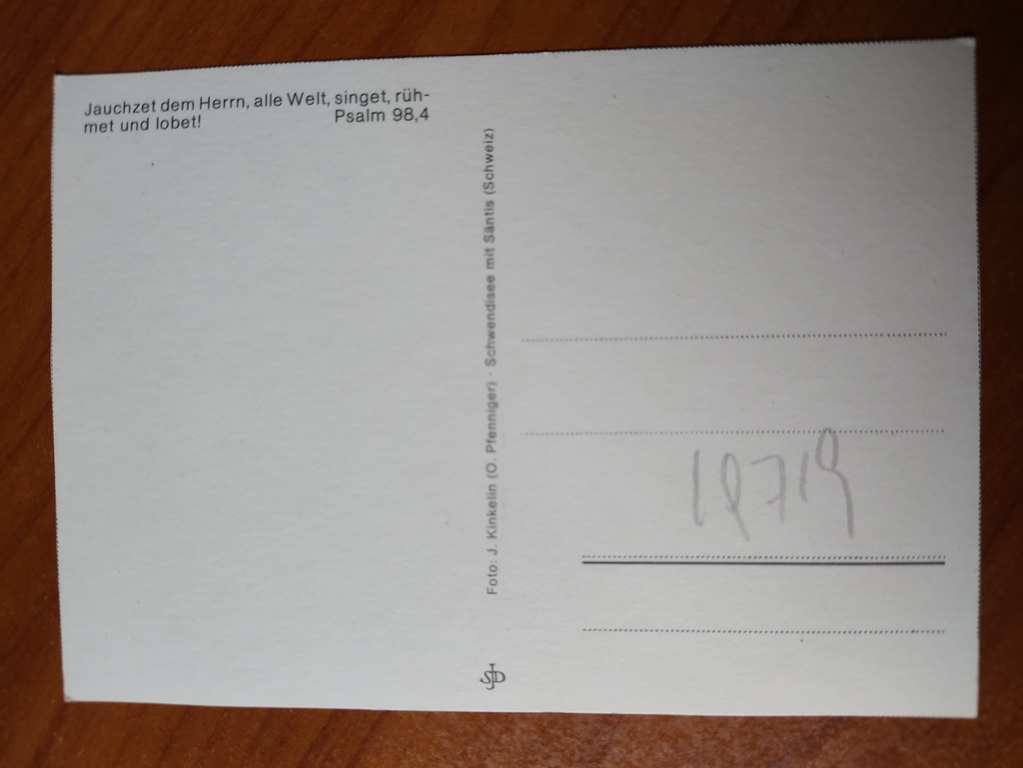 Jauchzet dem Herrn, alle Welt, singet, rüh-
met und lobet! Psalm 98,4
Foto: J. Kinkelin (O. Pfenniger) - Schwendisee mit Säntis (Schweiz)